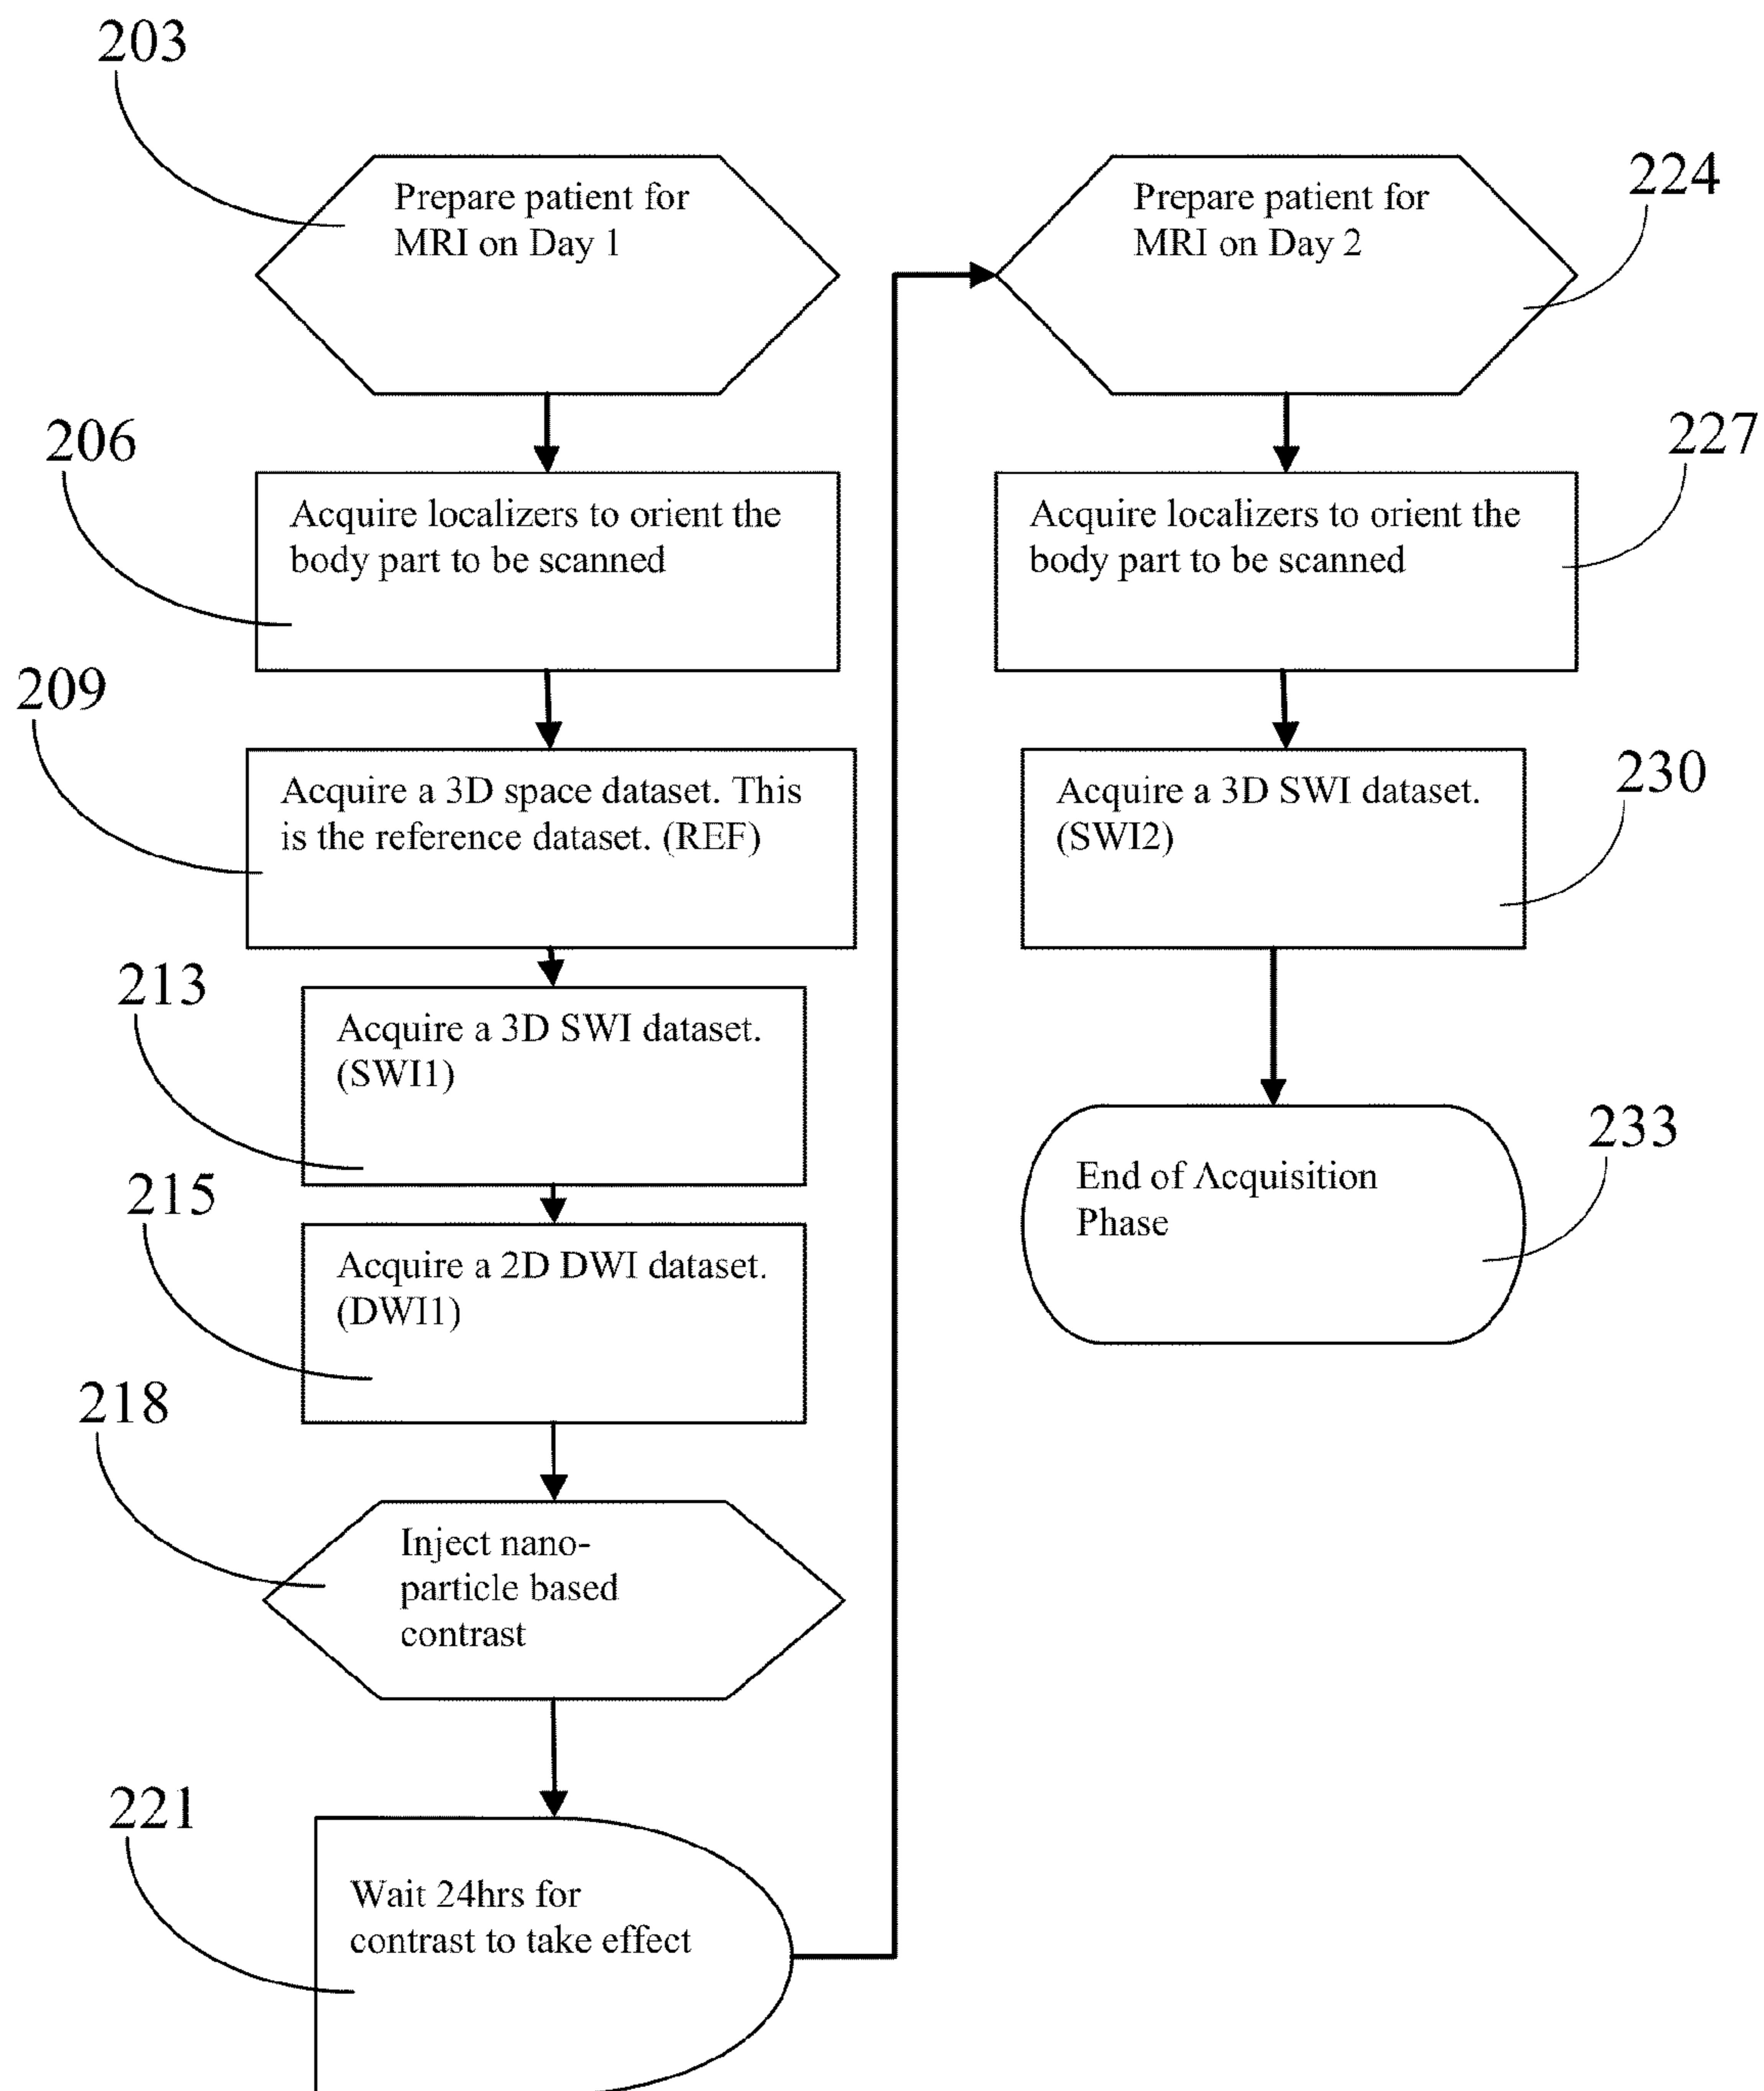 203
Prepare patient for
MRI on Day 1
206
Acquire localizers to orient the
body part to be scanned
209
Acquire a 3D space dataset. This
is the reference dataset. (REF)
213
Acquire a 3D SWI dataset.
(SWI1)
215
Acquire a 2D DWI dataset.
(DWI1)
218
Inject nano-
particle based
contrast
221
Wait 24hrs for
contrast to take effect
224
Prepare patient for
MRI on Day 2
227
Acquire localizers to orient the
body part to be scanned
230
Acquire a 3D SWI dataset.
(SWI2)
233
End of Acquisition
Phase